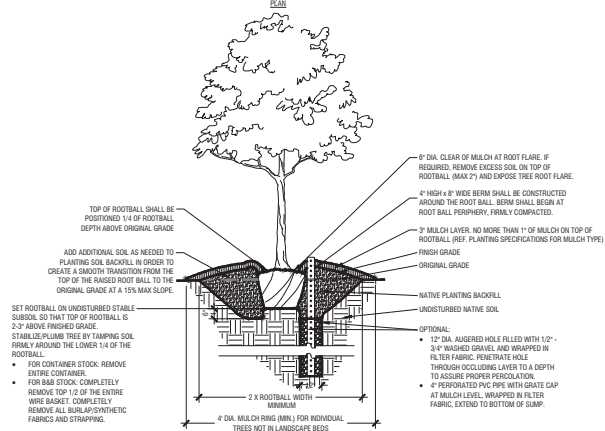 PCAN
6" DIA. CLEAR OF MULCH AT ROOT FLARE. IF
REQUIRED, REMOVE EXCESS SOIL ON TOP OF
ROOTBALL (MAX 2") AND EXPOSE TREE ROOT FLARE.
4" HIGH x 8" WIDE BERM SHALL BE CONSTRUCTED
AROUND THE ROOT BALL. BERM SHALL BEGIN AT
ROOT BALL PERIPHERY, FIRMLY COMPACTED.
3" MULCH LAYER. NO MORE THAN 1" OF MULCH ON TOP OF
ROOTBALL (REF. PLANTING SPECIFICATIONS FOR MULCH TYPE)
FINISH GRADE
ORIGINAL GRADE
NATIVE PLANTING BACKFILL
UNDISTURBED NATIVE SOIL
OPTIONAL:
• 12" DIA. AUGERED HOLE FILLED WITH 1/2" -
3/4" WASHED GRAVEL AND WRAPPED IN
FILTER FABRIC. PENETRATE HOLE
THROUGH OCCLUDING LAYER TO A DEPTH
TO ASSURE PROPER PERCOLATION.
• 4" PERFORATED PVC PIPE WITH GRATE CAP
AT MULCH LEVEL, WRAPPED IN FILTER
FABRIC, EXTEND TO BOTTOM OF SUMP.
TOP OF ROOTBALL SHALL BE
POSITIONED 1/4 OF ROOTBALL
DEPTH ABOVE ORIGINAL GRADE
ADD ADDITIONAL SOIL AS NEEDED TO
PLANTING SOIL BACKFILL IN ORDER TO
CREATE A SMOOTH TRANSITION FROM THE
TOP OF THE RAISED ROOT BALL TO THE
ORIGINAL GRADE AT A 15% MAX SLOPE.
SET ROOTBALL ON UNDISTURBED STABLE
SUBSOIL SO THAT TOP OF ROOTBALL IS
2-3" ABOVE FINISHED GRADE.
STABILIZE/PLUMB TREE BY TAMPING SOIL
FIRMLY AROUND THE LOWER 1/4 OF THE
ROOTBALL.
• FOR CONTAINER STOCK: REMOVE
ENTIRE CONTAINER.
• FOR B&B STOCK: COMPLETELY
REMOVE TOP 1/2 OF THE ENTIRE
WIRE BASKET. COMPLETELY
REMOVE ALL BURLAP/SYNTHETIC
FABRICS AND STRAPPING.
6"
2 X ROOTBALL WIDTH
MINIMUM
4' DIA. MULCH RING (MIN.) FOR INDIVIDUAL
TREES NOT IN LANDSCAPE BEDS